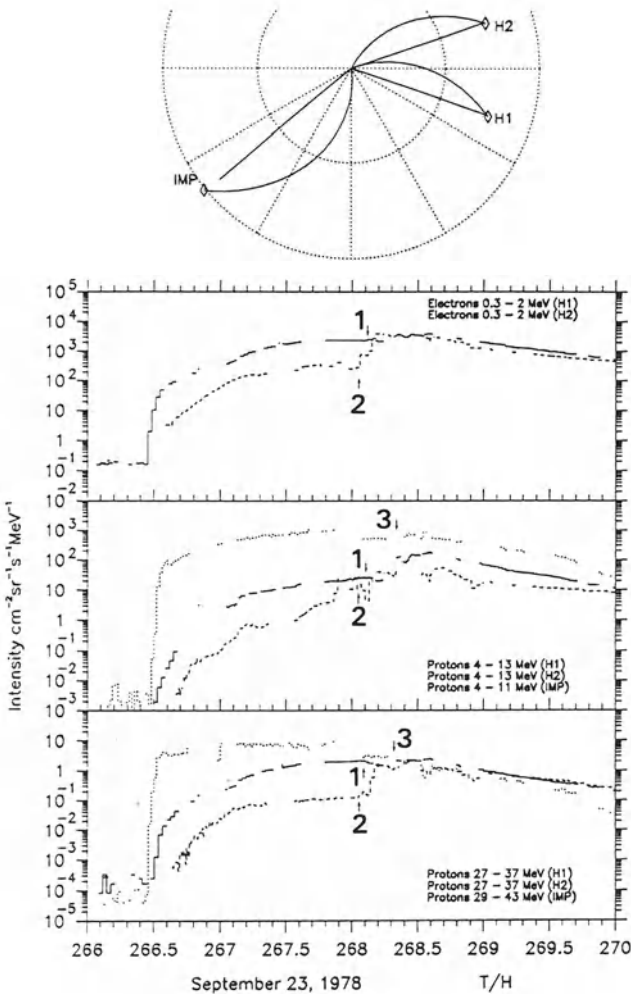 H2
H1
IMP
10^5
10^4
10^3
10^2
10
1
10^-1
10^-2
Electrons 0.3 – 2 MeV (H1)
Electrons 0.3 – 2 MeV (H2)
1
2
Intensity cm^-2 sr^-1 s^-1 MeV^-1
10^4
10^3
10^2
10
1
10^-1
10^-2
10^-3
3
1
2
Protons 4 – 13 MeV (H1)
Protons 4 – 13 MeV (H2)
Protons 4 – 11 MeV (IMP)
10^2
10
1
10^-1
10^-2
10^-3
10^-4
10^-5
3
1
2
Protons 27 – 37 MeV (H1)
Protons 27 – 37 MeV (H2)
Protons 29 – 43 MeV (IMP)
266 266.5 267 267.5 268 268.5 269 269.5 270
September 23, 1978 T/H